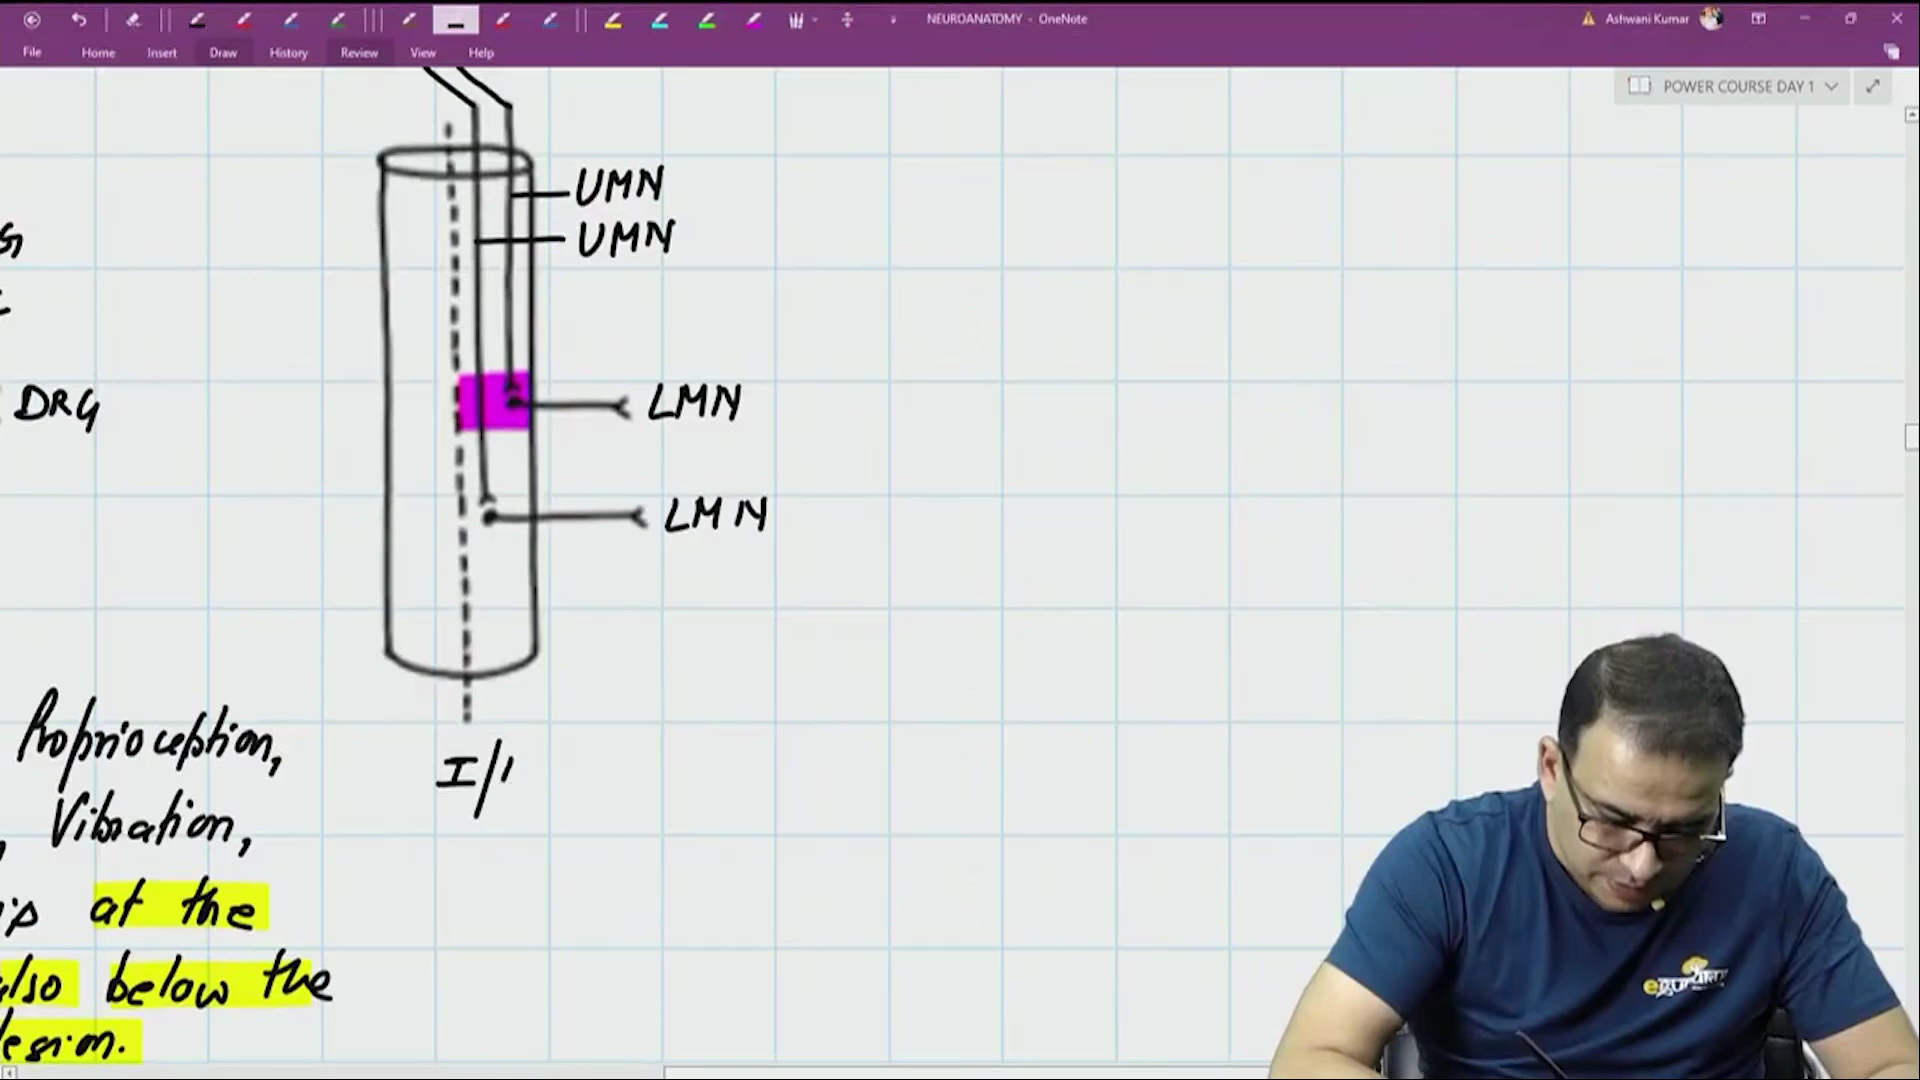 NEUROANATOMY - OneNote
Ashwani Kumar
File Home Insert Draw History Review View Help
POWER COURSE DAY 1
UMN
UMN
LMN
DRG
LMN
Proprioception,
I/
Vibration,
at the
also below the
lesion.